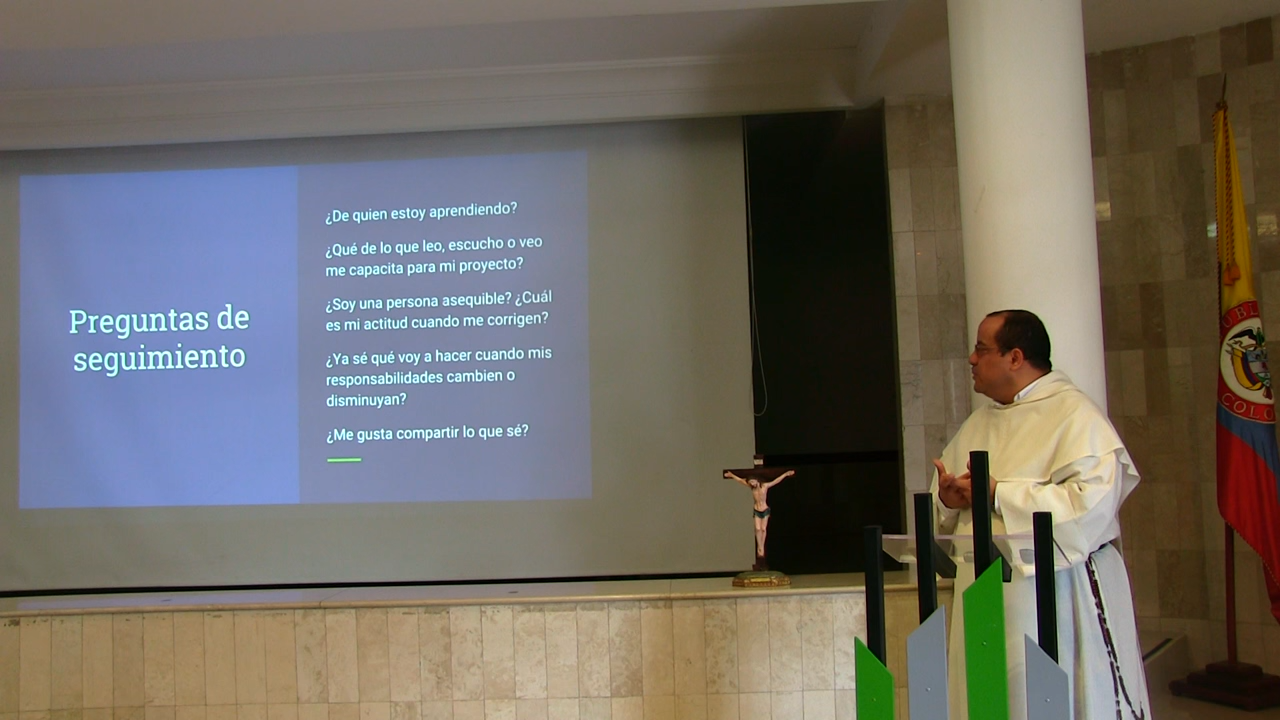 Preguntas de
seguimiento
¿De quien estoy aprendiendo?
¿Qué de lo que leo, escucho o veo
me capacita para mi proyecto?
¿Soy una persona asequible? ¿Cuál
es mi actitud cuando me corrigen?
¿Ya sé qué voy a hacer cuando mis
responsabilidades cambien o
disminuyan?
¿Me gusta compartir lo que sé?